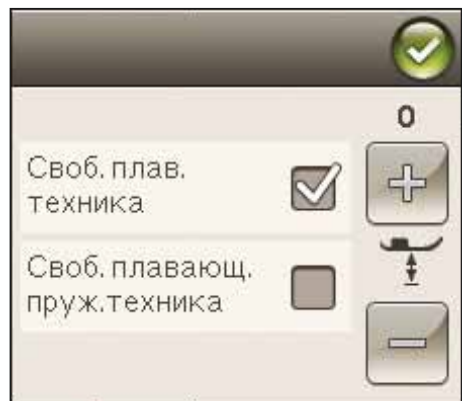 0
Своб. плав.
техника
Своб. плавающ.
пруж.техника